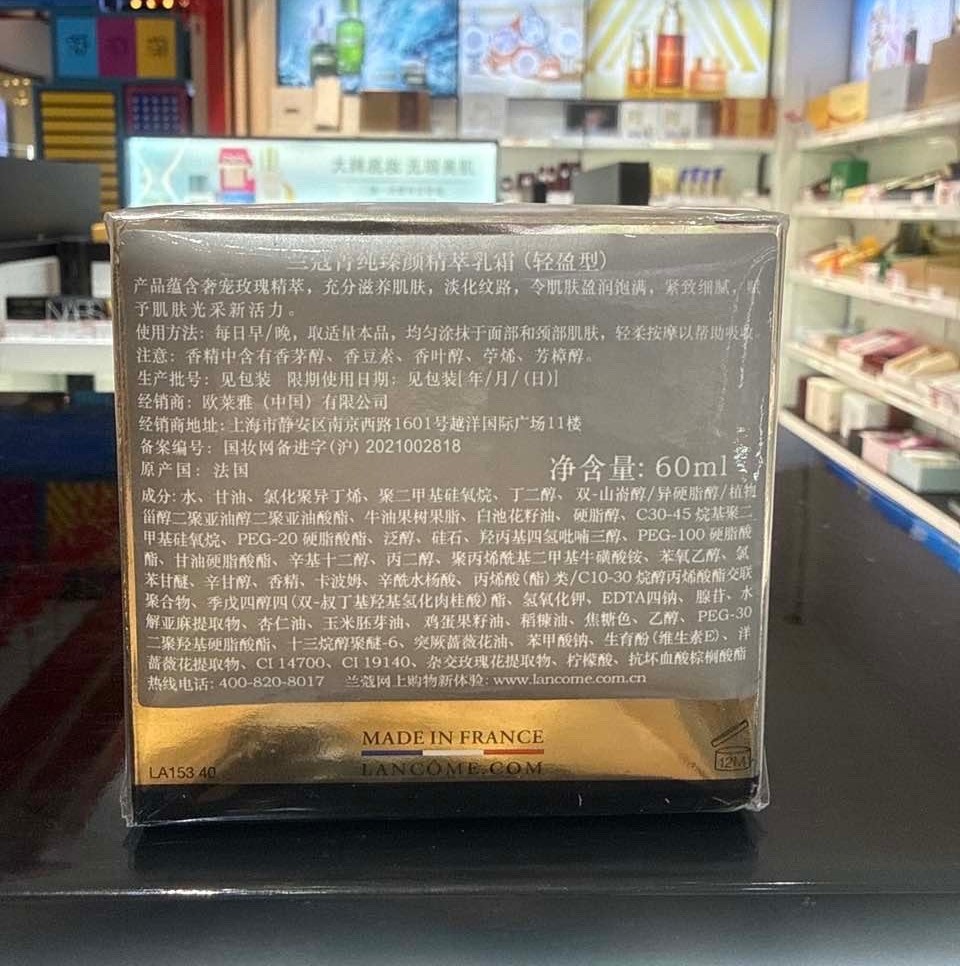 大牌底妆 无瑕美肌
NARS
兰蔻菁纯臻颜精萃乳霜 (轻盈型)
产品蕴含奢宠玫瑰精萃，充分滋养肌肤，淡化纹路，令肌肤盈润饱满，紧致细腻，赋
予肌肤光采新活力。
使用方法: 每日早/晚，取适量本品，均匀涂抹于面部和颈部肌肤，轻柔按摩以帮助吸收。
注意: 香精中含有香茅醇、香豆素、香叶醇、苧烯、芳樟醇。
生产批号: 见包装 限期使用日期: 见包装[年/月/(日)]
经销商: 欧莱雅 (中国) 有限公司
经销商地址: 上海市静安区南京西路1601号越洋国际广场11楼
备案编号: 国妆网备进字(沪) 2021002818
原产国: 法国
净含量: 60ml
成分: 水、甘油、氢化聚异丁烯、聚二甲基硅氧烷、丁二醇、双-山嵛醇/异硬脂醇/植物
甾醇二聚亚油醇二聚亚油酸酯、牛油果树果脂、白池花籽油、硬脂醇、C30-45 烷基聚二
甲基硅氧烷、PEG-20 硬脂酸酯、泛醇、硅石、羟丙基四氢吡喃三醇、PEG-100 硬脂酸
酯、甘油硬脂酸酯、辛基十二醇、丙二醇、聚丙烯酰基二甲基牛磺酸铵、苯氧乙醇、氯
苯甘醚、辛甘醇、香精、卡波姆、辛酰水杨酸、丙烯酸(酯)类/C10-30 烷醇丙烯酸酯交联
聚合物、季戊四醇四(双-叔丁基羟基氢化肉桂酸)酯、氢氧化钾、EDTA四钠、腺苷、水
解亚麻提取物、杏仁油、玉米胚芽油、鸡蛋果籽油、稻糠油、焦糖色、乙醇、PEG-30
二聚羟基硬脂酸酯、十三烷醇聚醚-6、突厥蔷薇花油、苯甲酸钠、生育酚(维生素E)、洋
蔷薇花提取物、CI 14700、CI 19140、杂交玫瑰花提取物、柠檬酸、抗坏血酸棕榈酸酯
热线电话: 400-820-8017 兰蔻网上购物新体验: www.lancome.com.cn
MADE IN FRANCE
LANCÔME.COM
LA153 40
12M